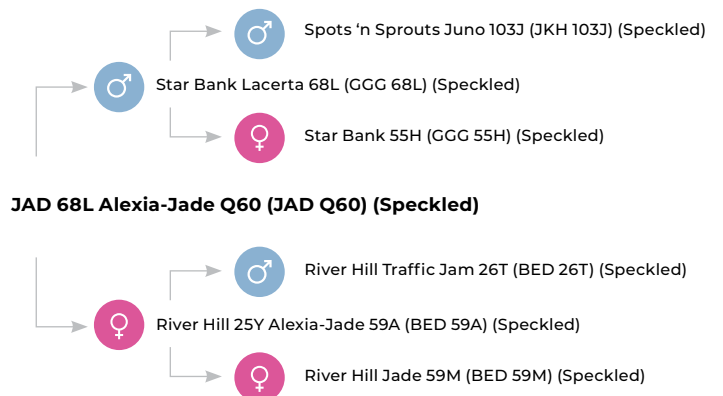 Spots ‘n Sprouts Juno 103J (JKH 103J) (Speckled)
Star Bank Lacerta 68L (GGG 68L) (Speckled)
Star Bank 55H (GGG 55H) (Speckled)
JAD 68L Alexia-Jade Q60 (JAD Q60) (Speckled)
River Hill Traffic Jam 26T (BED 26T) (Speckled)
River Hill 25Y Alexia-Jade 59A (BED 59A) (Speckled)
River Hill Jade 59M (BED 59M) (Speckled)